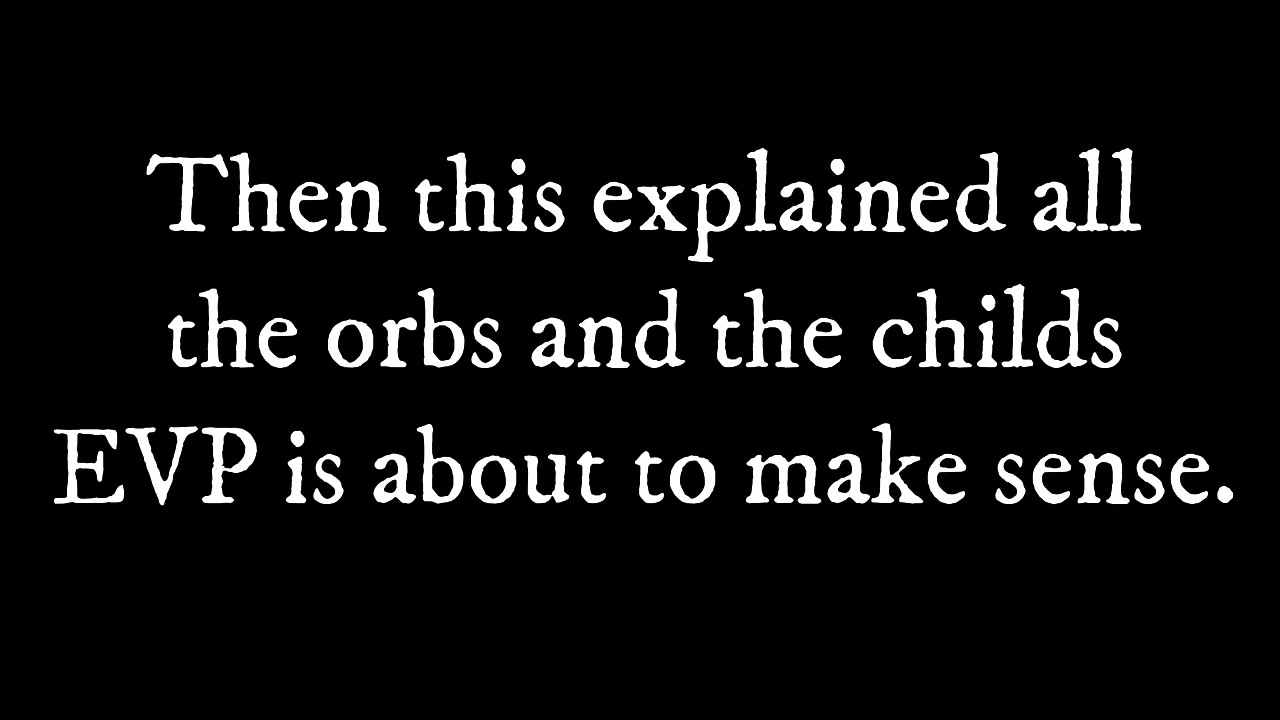 Then this explained all
the orbs and the childs
EVP is about to make sense.